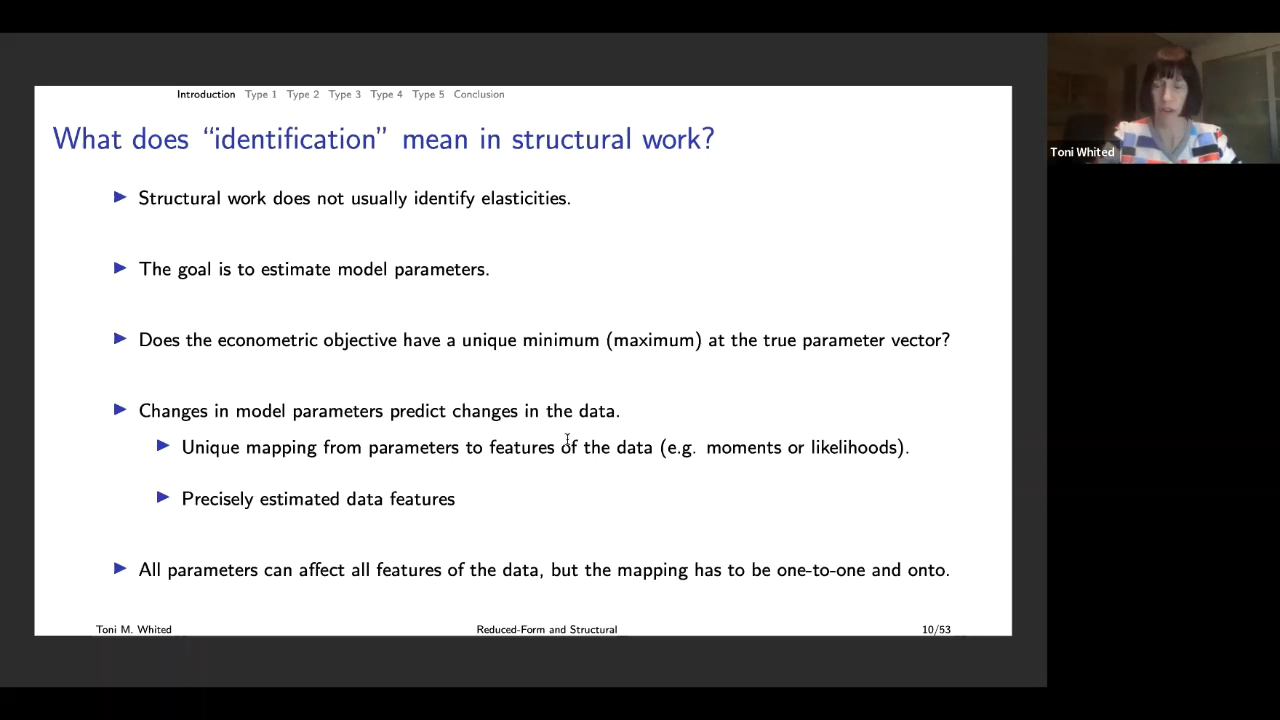 Introduction Type 1 Type 2 Type 3 Type 4 Type 5 Conclusion
What does “identification” mean in structural work?
Structural work does not usually identify elasticities.
The goal is to estimate model parameters.
Does the econometric objective have a unique minimum (maximum) at the true parameter vector?
Changes in model parameters predict changes in the data.
Unique mapping from parameters to features of the data (e.g. moments or likelihoods).
Precisely estimated data features
All parameters can affect all features of the data, but the mapping has to be one-to-one and onto.
Toni M. Whited Reduced-Form and Structural 10/53
Toni Whited